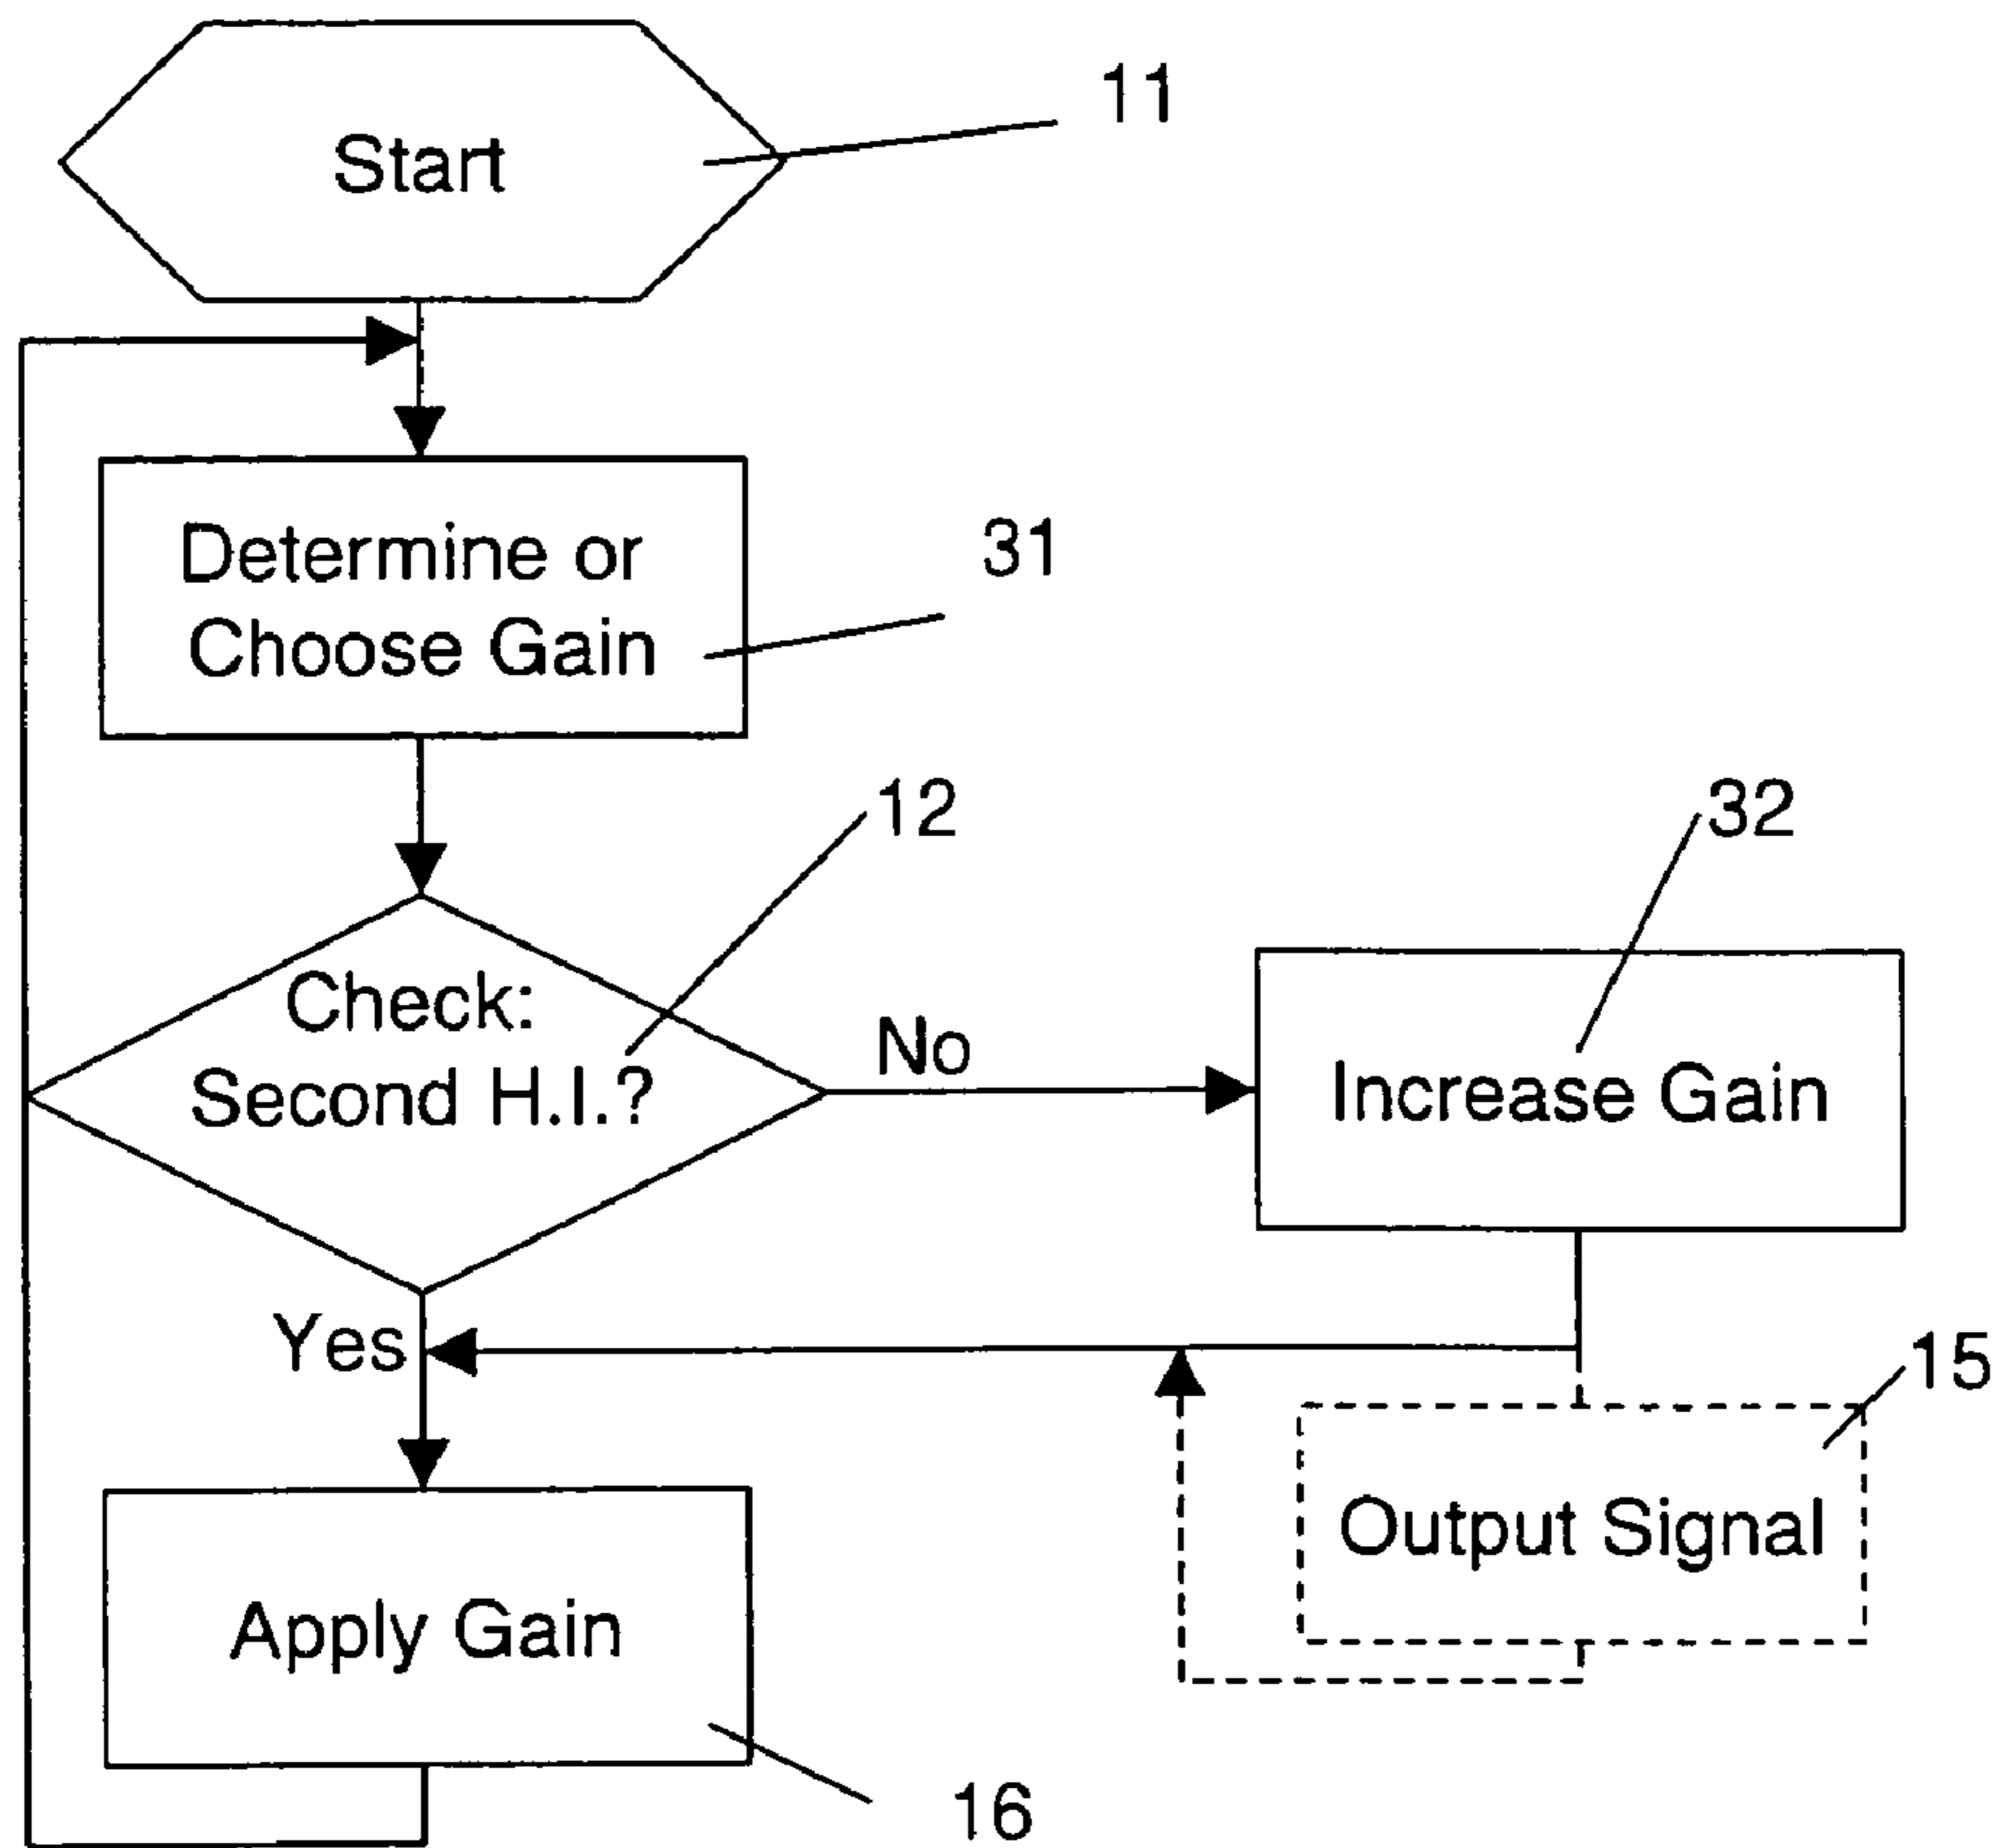 Start
11
Determine or
Choose Gain
31
12
Check:
Second H.I.?
No
32
Increase Gain
Yes
15
Output Signal
Apply Gain
16